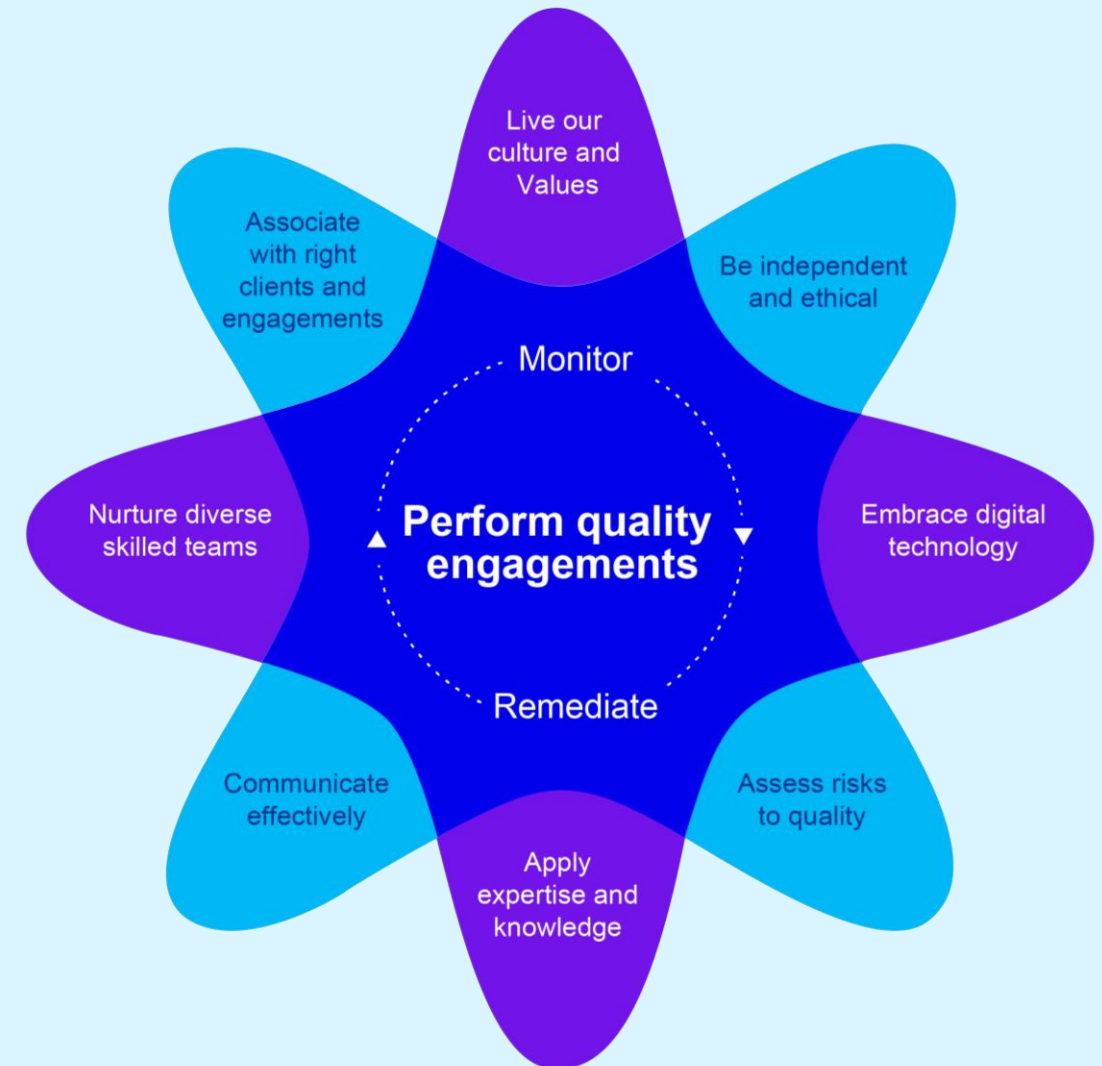 Live our
culture and
Values
Associate
with right
clients and
engagements
Be independent
and ethical
Monitor
Nurture diverse
skilled teams
Perform quality
engagements
Embrace digital
technology
Remediate
Communicate
effectively
Assess risks
to quality
Apply
expertise and
knowledge